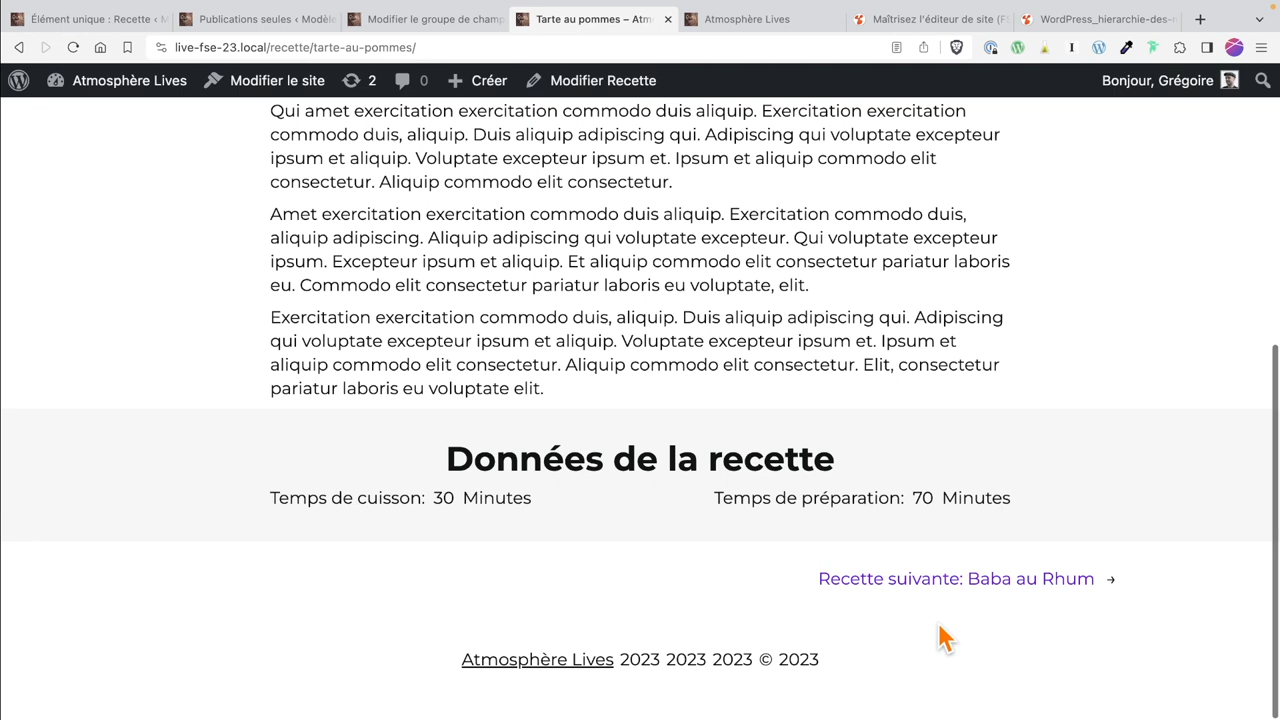 Élément unique : Recette ‹ M
Publications seules ‹ Modèle
Modifier le groupe de champ
Tarte au pommes – Atm
Atmosphère Lives
Maîtrisez l'éditeur de site (FS
WordPress_hierarchie-des-m
live-fse-23.local/recette/tarte-au-pommes/
Atmosphère Lives
Modifier le site
2
0
Créer
Modifier Recette
Bonjour, Grégoire
Qui amet exercitation exercitation commodo duis aliquip. Exercitation exercitation
commodo duis, aliquip. Duis aliquip adipiscing qui. Adipiscing qui voluptate excepteur
ipsum et aliquip. Voluptate excepteur ipsum et. Ipsum et aliquip commodo elit
consectetur. Aliquip commodo elit consectetur.
Amet exercitation exercitation commodo duis aliquip. Exercitation commodo duis,
aliquip adipiscing. Aliquip adipiscing qui voluptate excepteur. Qui voluptate excepteur
ipsum. Excepteur ipsum et aliquip. Et aliquip commodo elit consectetur pariatur laboris
eu. Commodo elit consectetur pariatur laboris eu voluptate, elit.
Exercitation exercitation commodo duis, aliquip. Duis aliquip adipiscing qui. Adipiscing
qui voluptate excepteur ipsum et aliquip. Voluptate excepteur ipsum et. Ipsum et
aliquip commodo elit consectetur. Aliquip commodo elit consectetur. Elit, consectetur
pariatur laboris eu voluptate elit.
Données de la recette
Temps de cuisson: 30 Minutes
Temps de préparation: 70 Minutes
Recette suivante: Baba au Rhum →
Atmosphère Lives 2023 2023 2023 © 2023